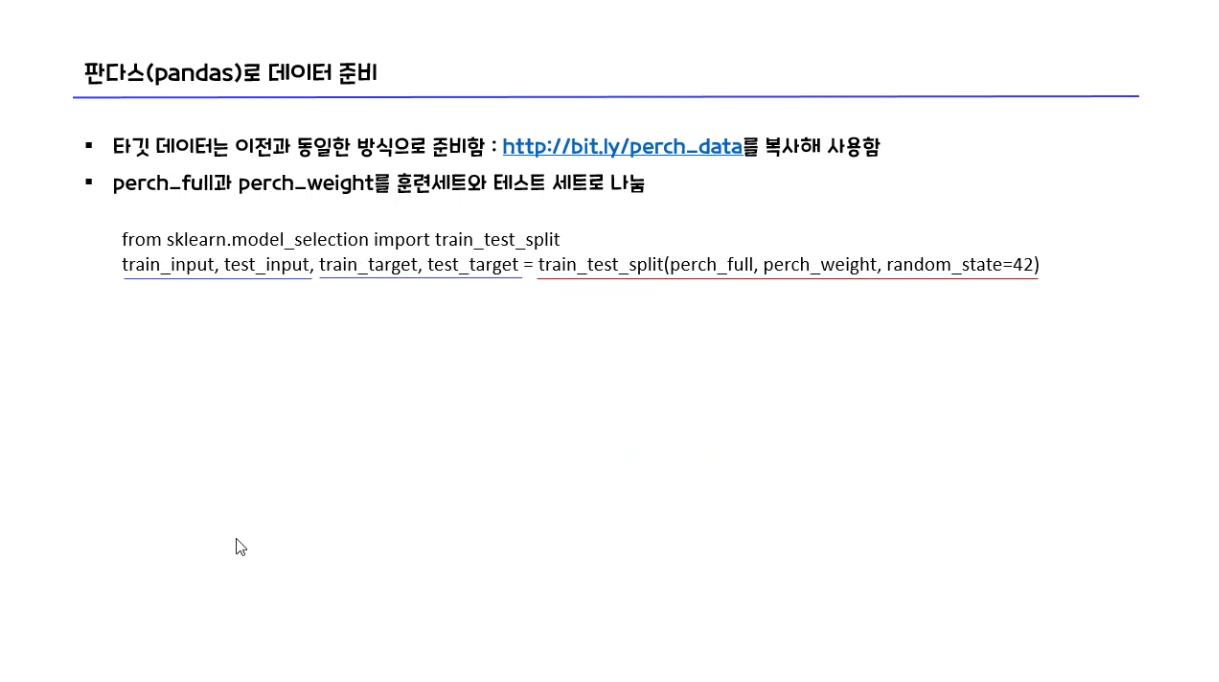 판다스(pandas)로 데이터 준비
▪ 타깃 데이터는 이전과 동일한 방식으로 준비함 : http://bit.ly/perch_data를 복사해 사용함
▪ perch_full과 perch_weight를 훈련세트와 테스트 세트로 나눔
from sklearn.model_selection import train_test_split
train_input, test_input, train_target, test_target = train_test_split(perch_full, perch_weight, random_state=42)